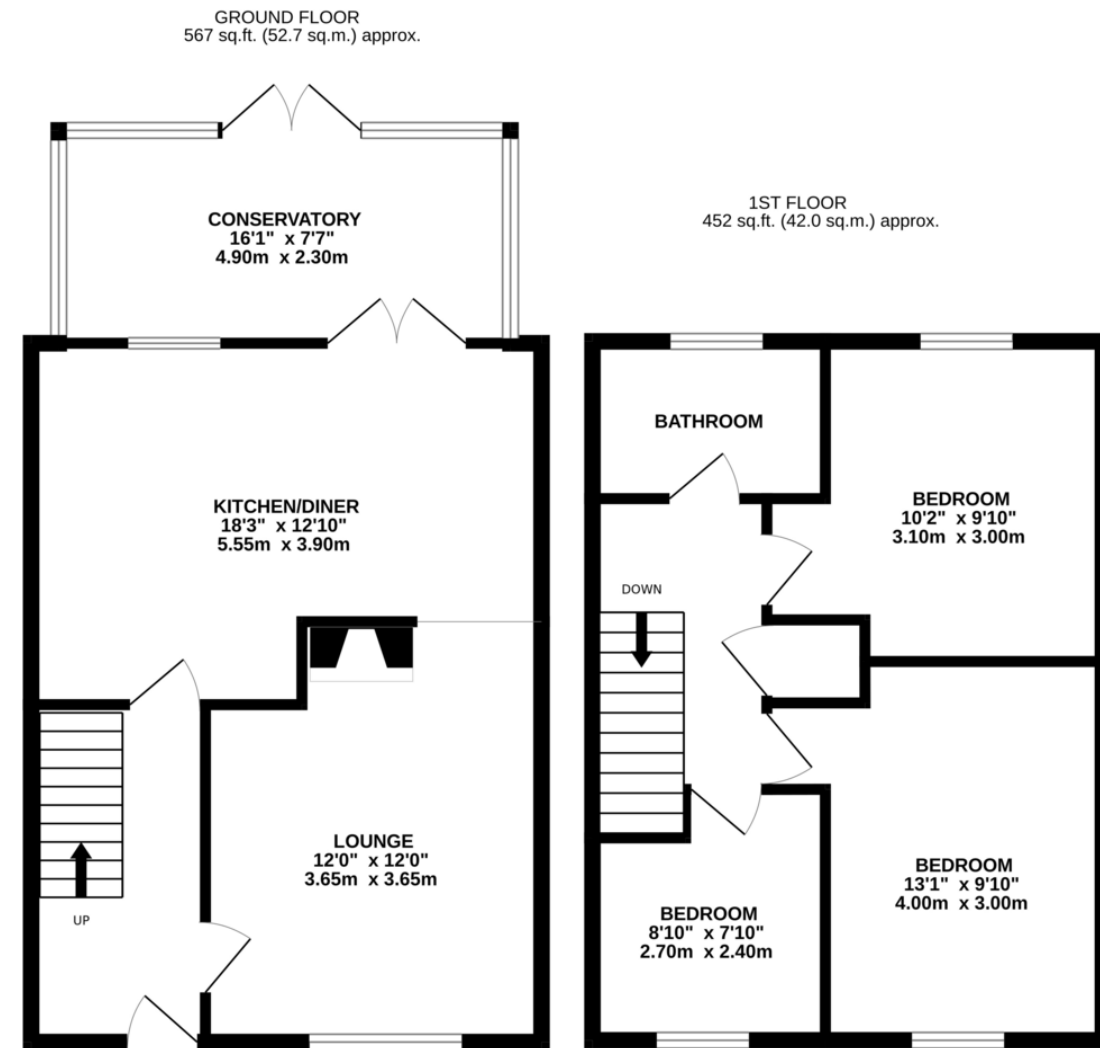 GROUND FLOOR
567 sq.ft. (52.7 sq.m.) approx.
CONSERVATORY
16'1" x 7'7"
4.90m x 2.30m
KITCHEN/DINER
18'3" x 12'10"
5.55m x 3.90m
LOUNGE
12'0" x 12'0"
3.65m x 3.65m
UP
1ST FLOOR
452 sq.ft. (42.0 sq.m.) approx.
BATHROOM
BEDROOM
10'2" x 9'10"
3.10m x 3.00m
DOWN
BEDROOM
13'1" x 9'10"
4.00m x 3.00m
BEDROOM
8'10" x 7'10"
2.70m x 2.40m